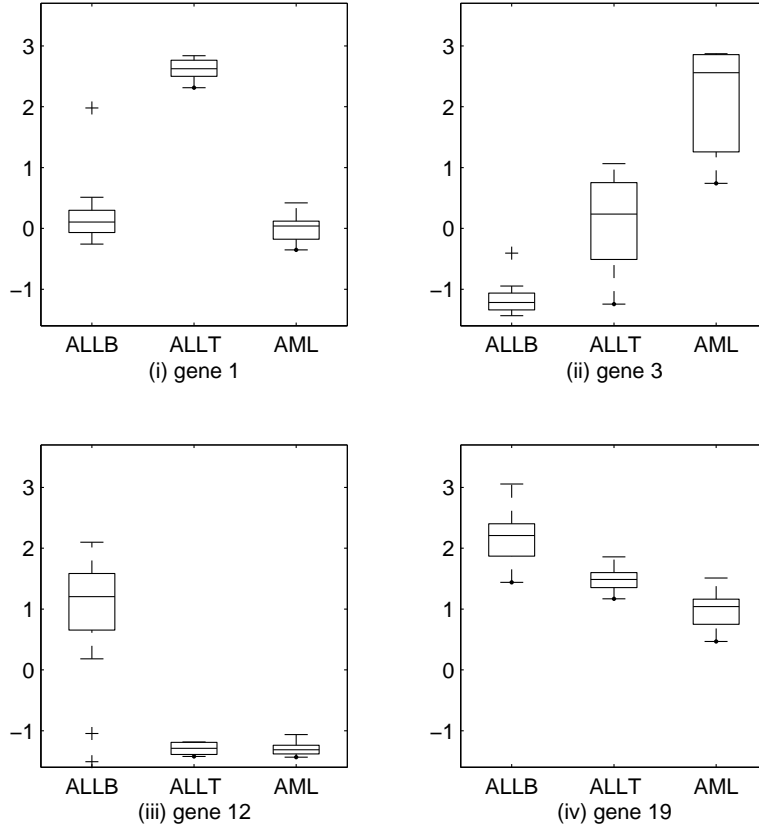 3
2
1
0
−1
ALLB ALLT AML
(i) gene 1
3
2
1
0
−1
ALLB ALLT AML
(ii) gene 3
3
2
1
0
−1
ALLB ALLT AML
(iii) gene 12
3
2
1
0
−1
ALLB ALLT AML
(iv) gene 19